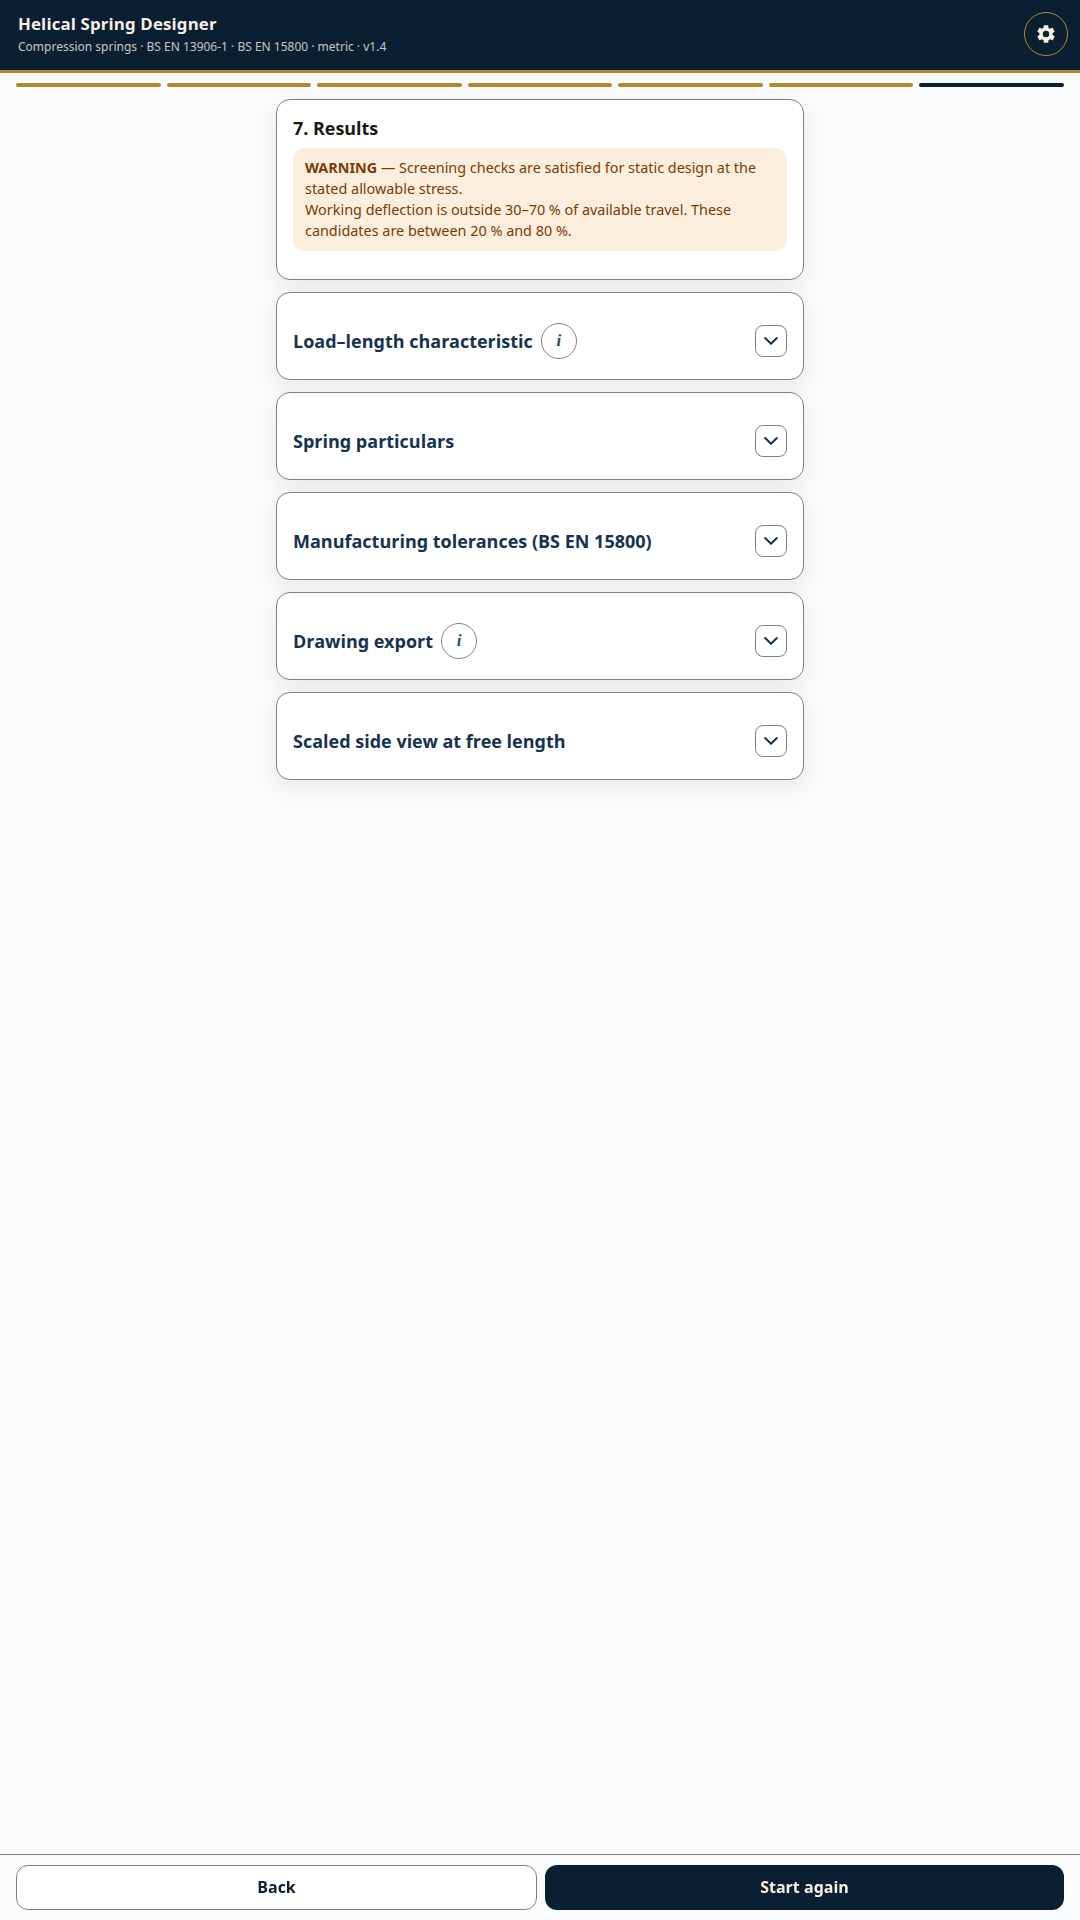 Helical Spring Designer
Compression springs · BS EN 13906-1 · BS EN 15800 · metric · v1.4
7. Results
WARNING — Screening checks are satisfied for static design at the
stated allowable stress.
Working deflection is outside 30–70 % of available travel. These
candidates are between 20 % and 80 %.
Load–length characteristic i
Spring particulars
Manufacturing tolerances (BS EN 15800)
Drawing export i
Scaled side view at free length
Back
Start again